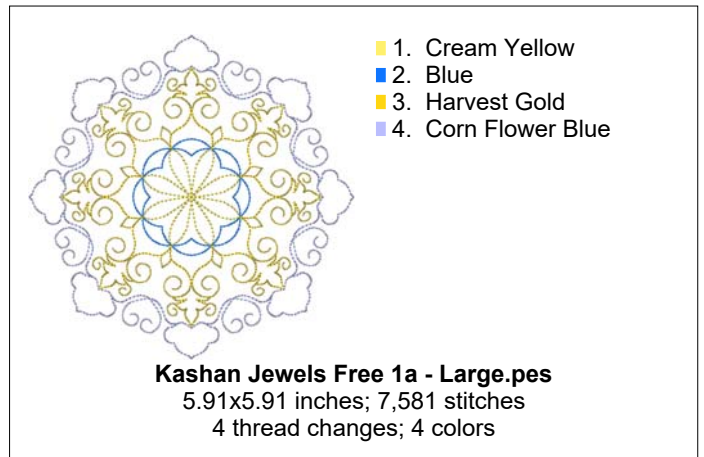 1. Cream Yellow
2. Blue
3. Harvest Gold
4. Corn Flower Blue
Kashan Jewels Free 1a - Large.pes
5.91x5.91 inches; 7,581 stitches
4 thread changes; 4 colors